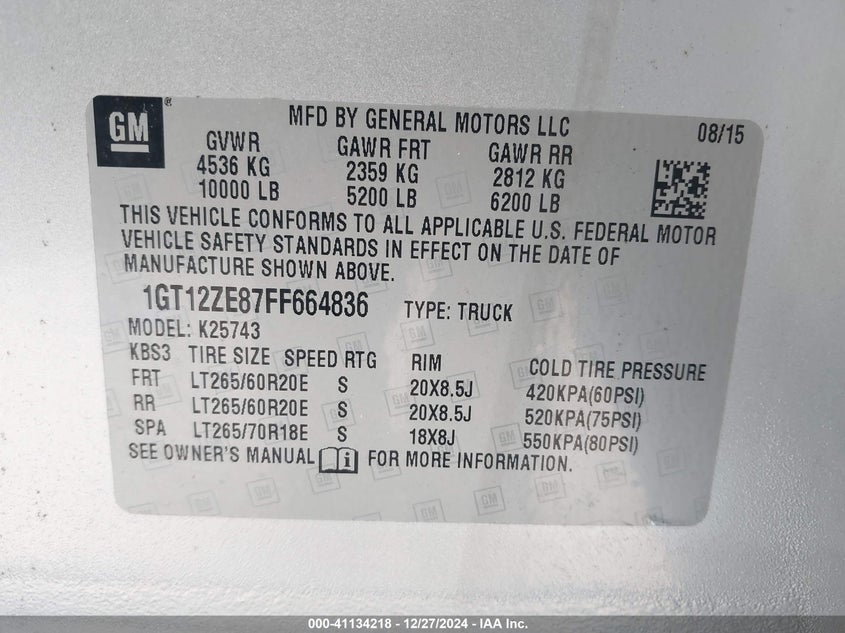 GM®
MFD BY GENERAL MOTORS LLC 08/15
GVWR GAWR FRT GAWR RR
4536 KG 2359 KG 2812 KG
10000 LB 5200 LB 6200 LB
THIS VEHICLE CONFORMS TO ALL APPLICABLE U.S. FEDERAL MOTOR
VEHICLE SAFETY STANDARDS IN EFFECT ON THE DATE OF
MANUFACTURE SHOWN ABOVE.
1GT12ZE87FF664836 TYPE: TRUCK
MODEL: K25743
KBS3 TIRE SIZE SPEED RTG RIM COLD TIRE PRESSURE
FRT LT265/60R20E S 20X8.5J 420KPA(60PSI)
RR LT265/60R20E S 20X8.5J 520KPA(75PSI)
SPA LT265/70R18E S 18X8J 550KPA(80PSI)
SEE OWNER'S MANUAL i FOR MORE INFORMATION.
000-41134218 - 12/27/2024 - IAA Inc.